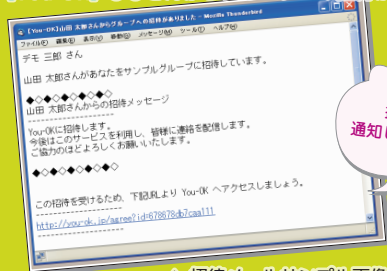 [You-OK]山田 太郎さんからグループへの招待がありました - Mozilla Thunderbird
ファイル(F) 編集(E) 表示(V) 移動(G) メッセージ(M) ツール(T) ヘルプ(H)
デモ 三郎 さん
山田 太郎さんがあなたをサンプルグループに招待しています。
◆◇◆◇◆◇◆◇◆◇
山田 太郎さんからの招待メッセージ
--------------------
You-OKに招待します。
今後はこのサービスを利用し、皆様に連絡を配信します。
ご協力のほどよろしくお願いいたします。
--------------------
◆◇◆◇◆◇◆◇◆◇
この招待を受けるため、下記URLより You-OK へアクセスしましょう。
--------------------
http://you-ok.jp/agree?id=678678db7caa111
--------------------
通知